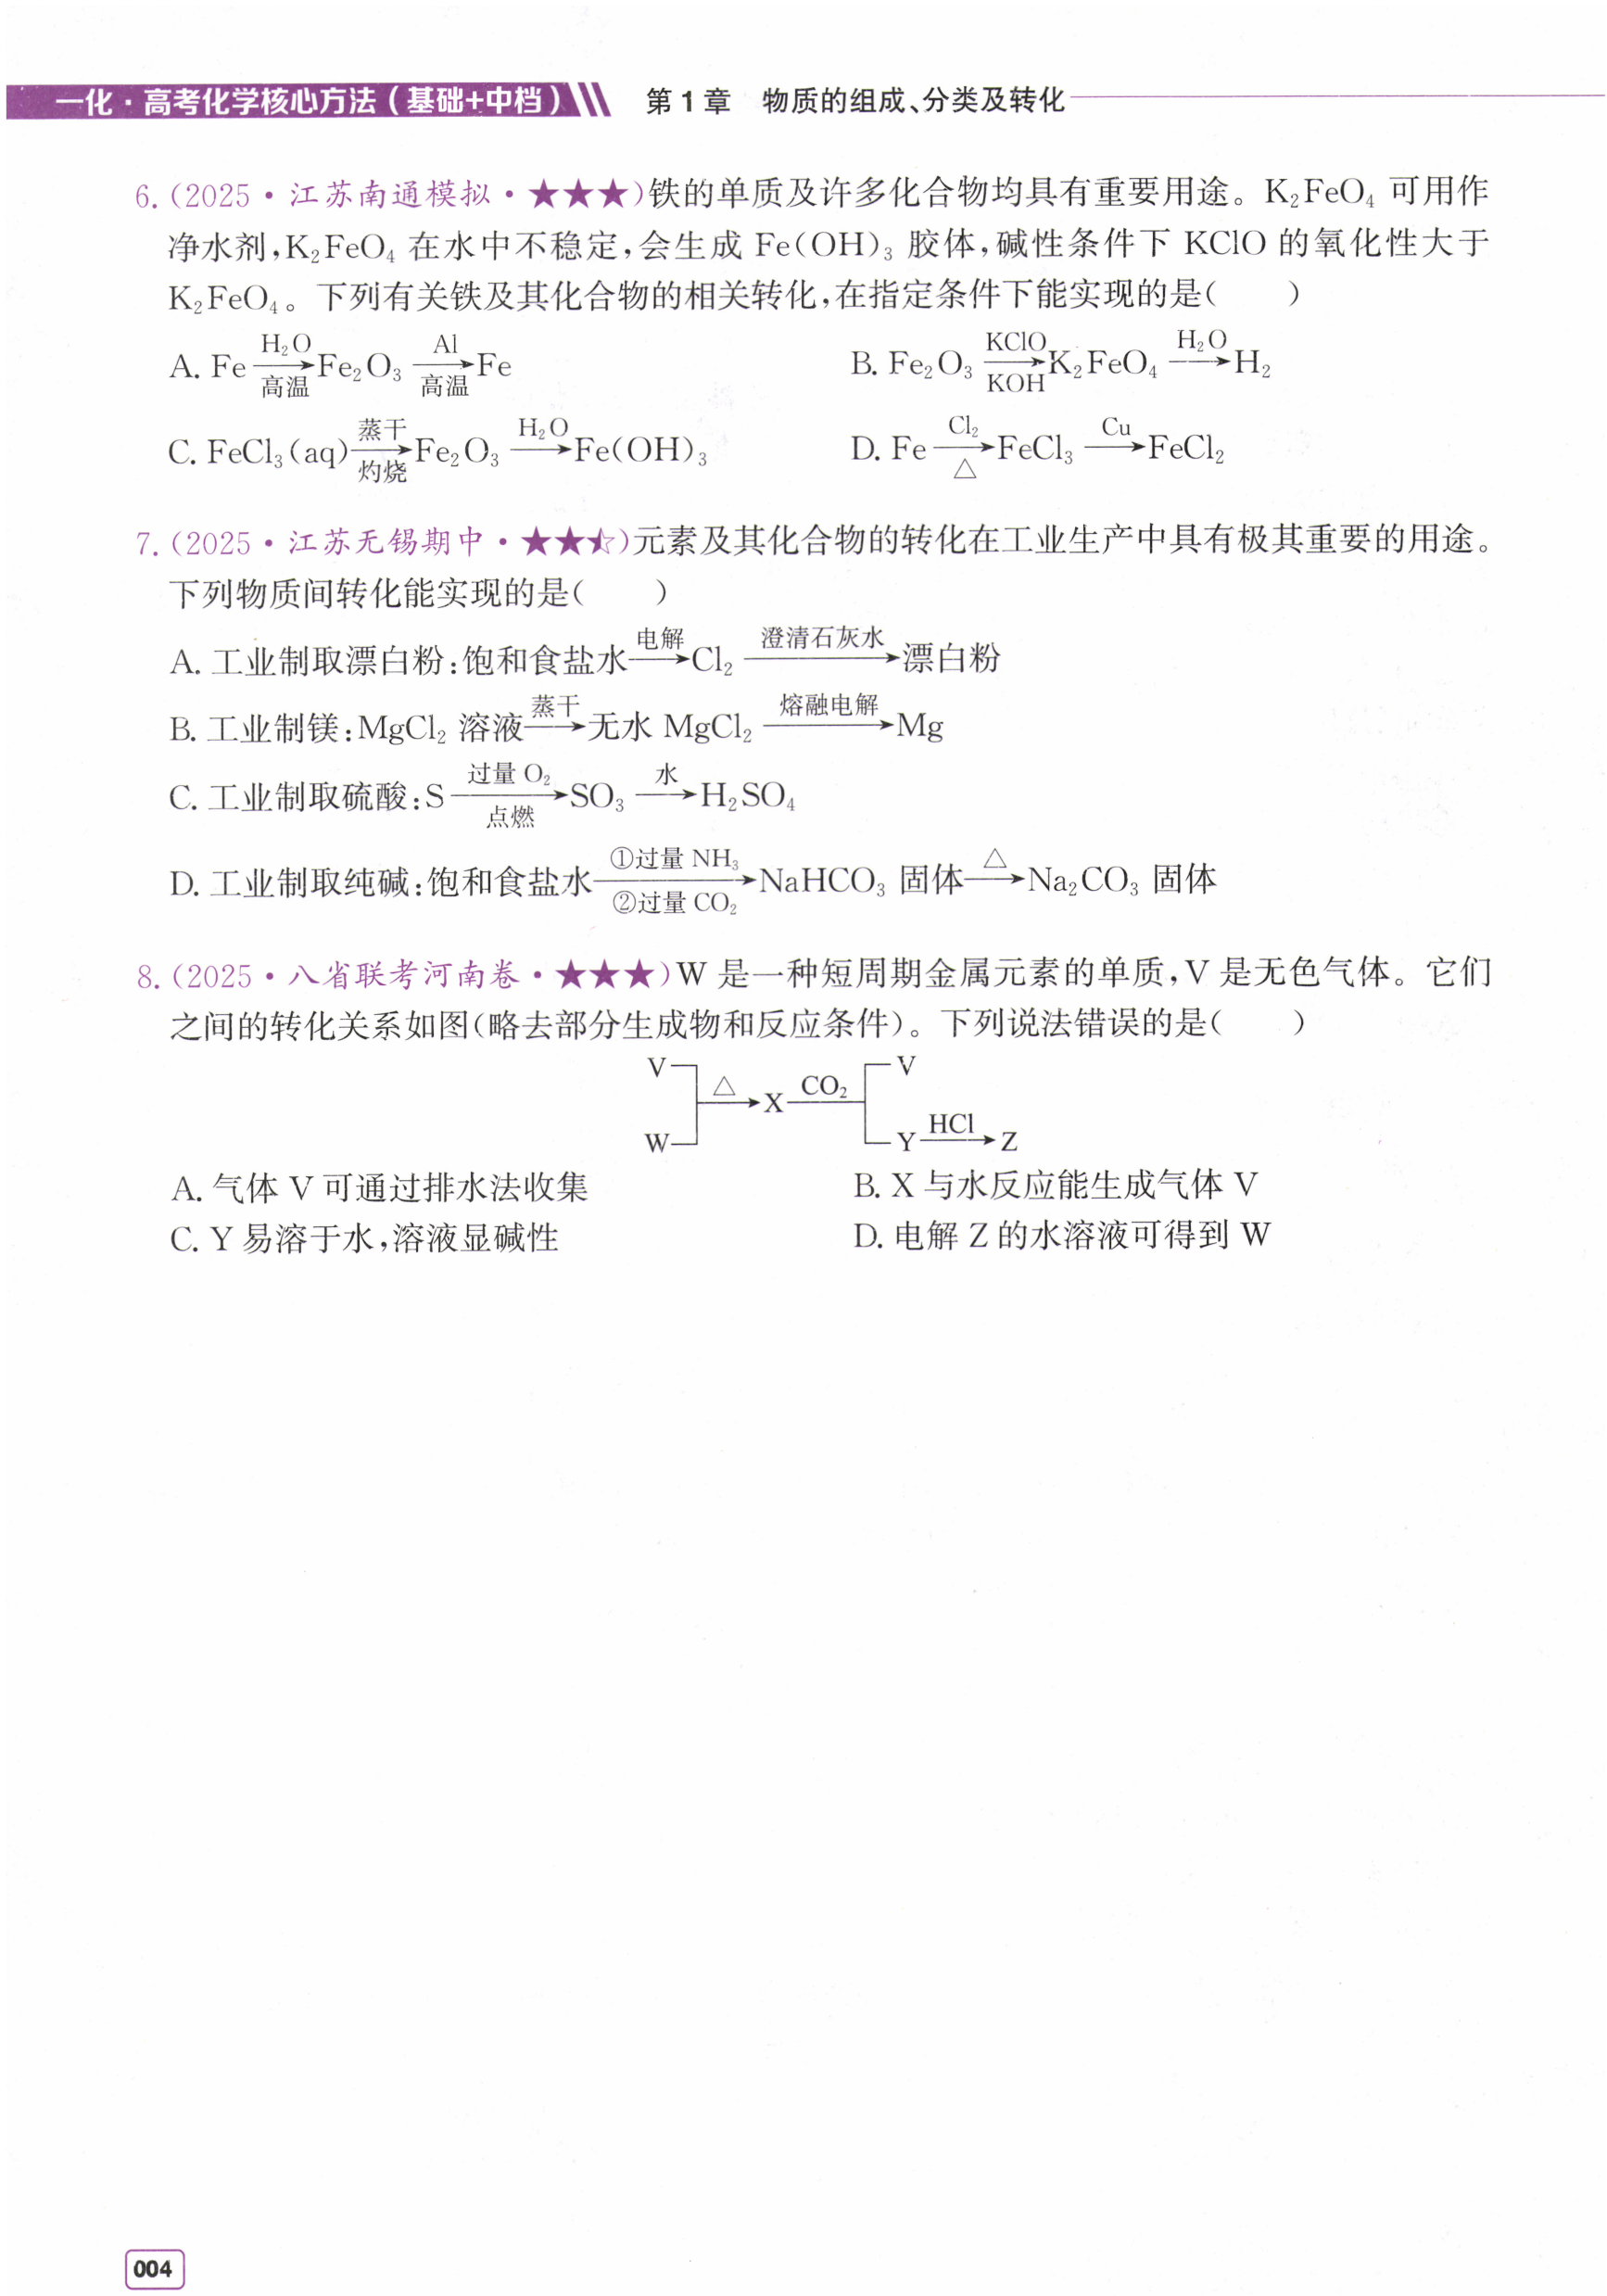 一化·高考化学核心方法(基础+中档) 第1章 物质的组成、分类及转化
6.(2025·江苏南通模拟·★★★)铁的单质及许多化合物均具有重要用途。K₂FeO₄ 可用作
净水剂,K₂FeO₄ 在水中不稳定,会生成 Fe(OH)₃ 胶体,碱性条件下 KClO 的氧化性大于
K₂FeO₄。下列有关铁及其化合物的相关转化,在指定条件下能实现的是(  )
A. Fe —H₂O/高温→ Fe₂O₃ —Al/高温→ Fe B. Fe₂O₃ —KClO/KOH→ K₂FeO₄ —H₂O→ H₂
C. FeCl₃(aq) —蒸干/灼烧→ Fe₂O₃ —H₂O→ Fe(OH)₃ D. Fe —Cl₂/△→ FeCl₃ —Cu→ FeCl₂
7.(2025·江苏无锡期中·★★⯪)元素及其化合物的转化在工业生产中具有极其重要的用途。
下列物质间转化能实现的是(  )
A. 工业制取漂白粉:饱和食盐水 —电解→ Cl₂ —澄清石灰水→ 漂白粉
B. 工业制镁:MgCl₂ 溶液 —蒸干→ 无水 MgCl₂ —熔融电解→ Mg
C. 工业制取硫酸:S —过量 O₂/点燃→ SO₃ —水→ H₂SO₄
D. 工业制取纯碱:饱和食盐水 —①过量 NH₃/②过量 CO₂→ NaHCO₃ 固体 —△→ Na₂CO₃ 固体
8.(2025·八省联考河南卷·★★★)W 是一种短周期金属元素的单质,V 是无色气体。它们
之间的转化关系如图(略去部分生成物和反应条件)。下列说法错误的是(  )
V V
△ X CO₂
W Y HCl Z
A. 气体 V 可通过排水法收集 B. X 与水反应能生成气体 V
C. Y 易溶于水,溶液显碱性 D. 电解 Z 的水溶液可得到 W
004